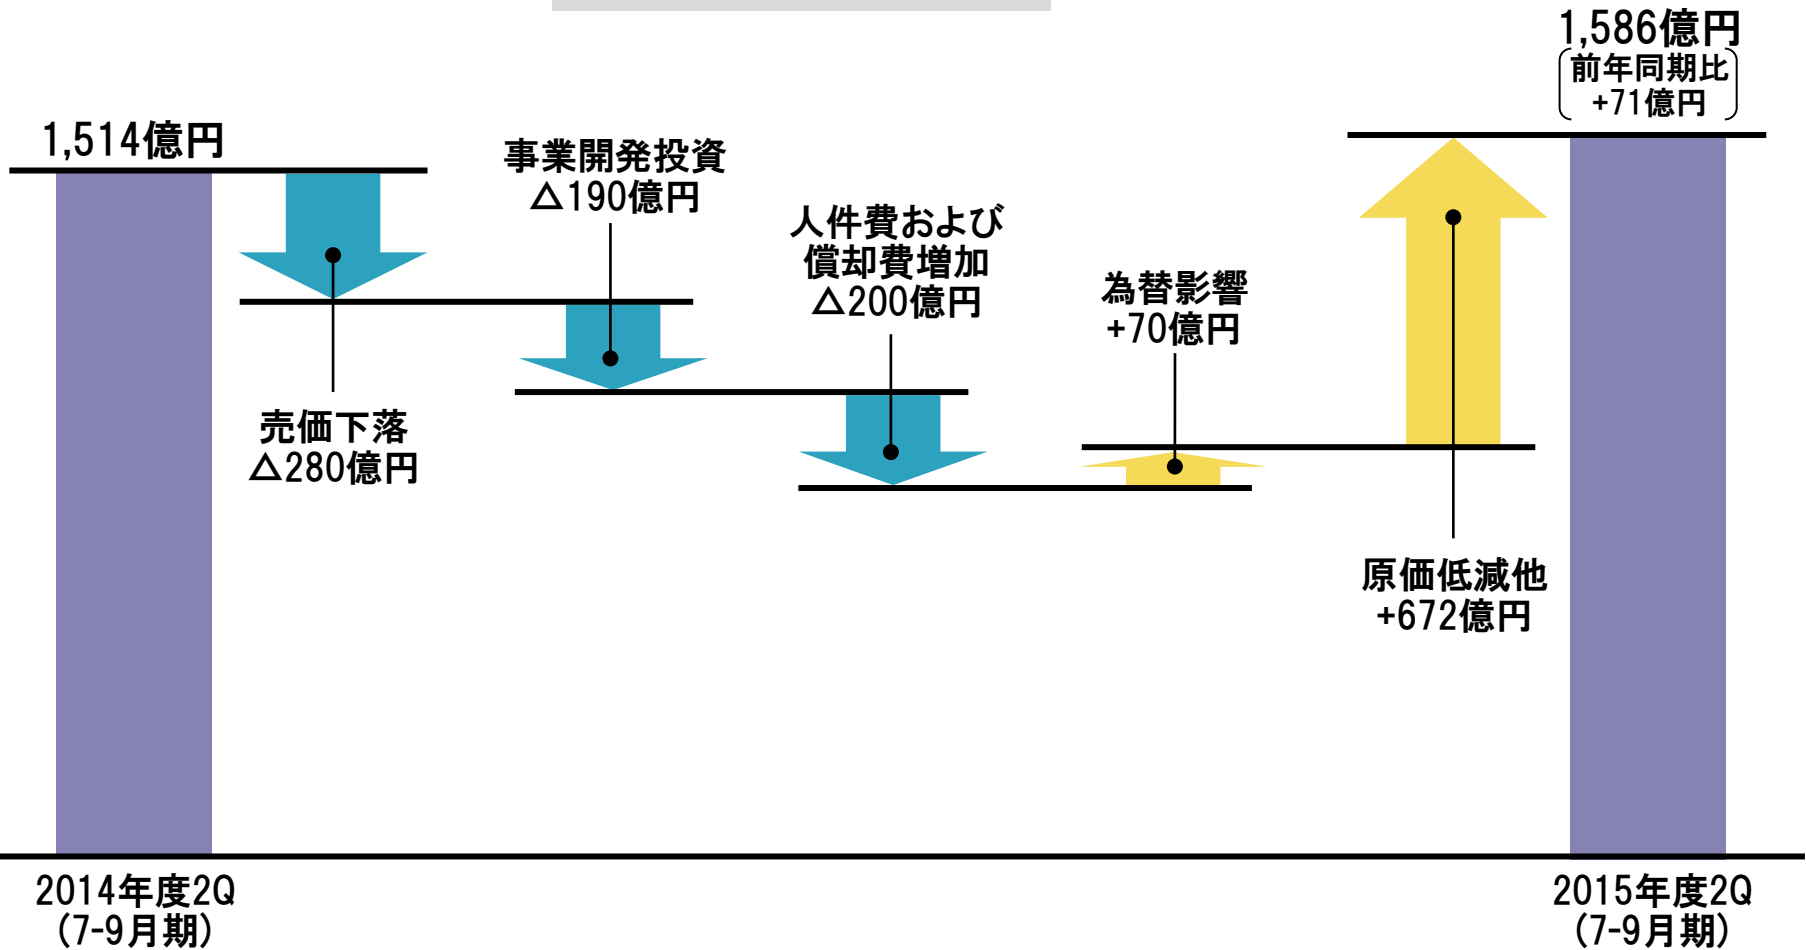 1,514億円
売価下落
△280億円
事業開発投資
△190億円
人件費および
償却費増加
△200億円
為替影響
+70億円
原価低減他
+672億円
1,586億円
前年同期比
+71億円
2014年度2Q
(7-9月期)
2015年度2Q
(7-9月期)